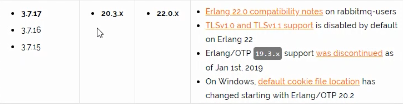 3.7.17
3.7.16
3.7.15
20.3.x
22.0.x
Erlang 22.0 compatibility notes on rabbitmq-users
TLSv1.0 and TLSv1.1 support is disabled by default
on Erlang 22
Erlang/OTP 19.3.x support was discontinued as
of Jan 1st, 2019
On Windows, default cookie file location has
changed starting with Erlang/OTP 20.2